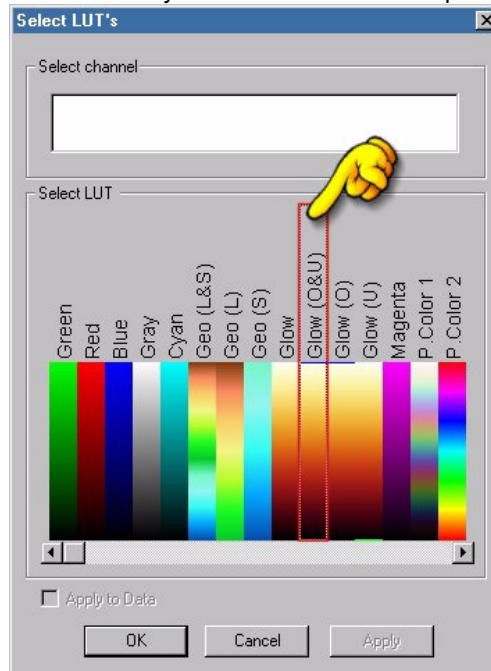 Select LUT's
Select channel
Select LUT
Green
Red
Blue
Gray
Cyan
Geo (L&S)
Geo (L)
Geo (S)
Glow
Glow (O&U)
Glow (O)
Glow (U)
Magenta
P.Color 1
P.Color 2
Apply to Data
OK Cancel Apply